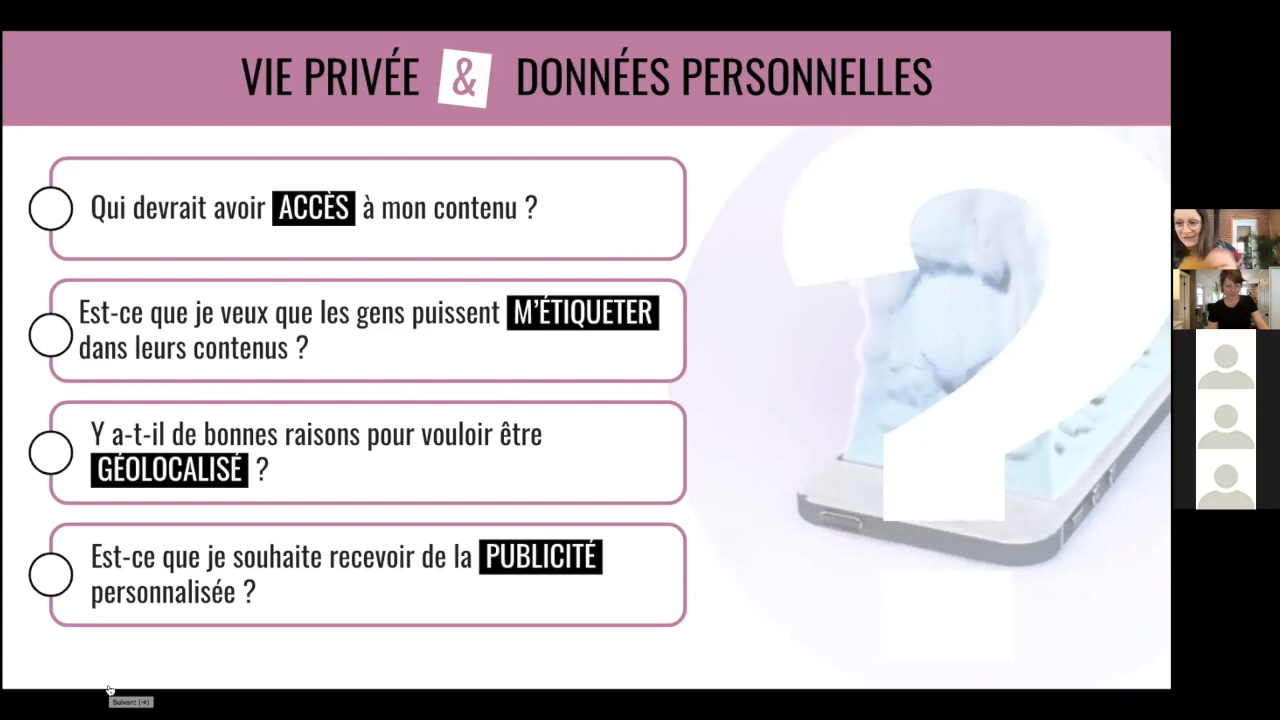 VIE PRIVÉE & DONNÉES PERSONNELLES
Qui devrait avoir ACCÈS à mon contenu ?
Est-ce que je veux que les gens puissent M'ÉTIQUETER
dans leurs contenus ?
Y a-t-il de bonnes raisons pour vouloir être
GÉOLOCALISÉ ?
Est-ce que je souhaite recevoir de la PUBLICITÉ
personnalisée ?
Suivant (→)